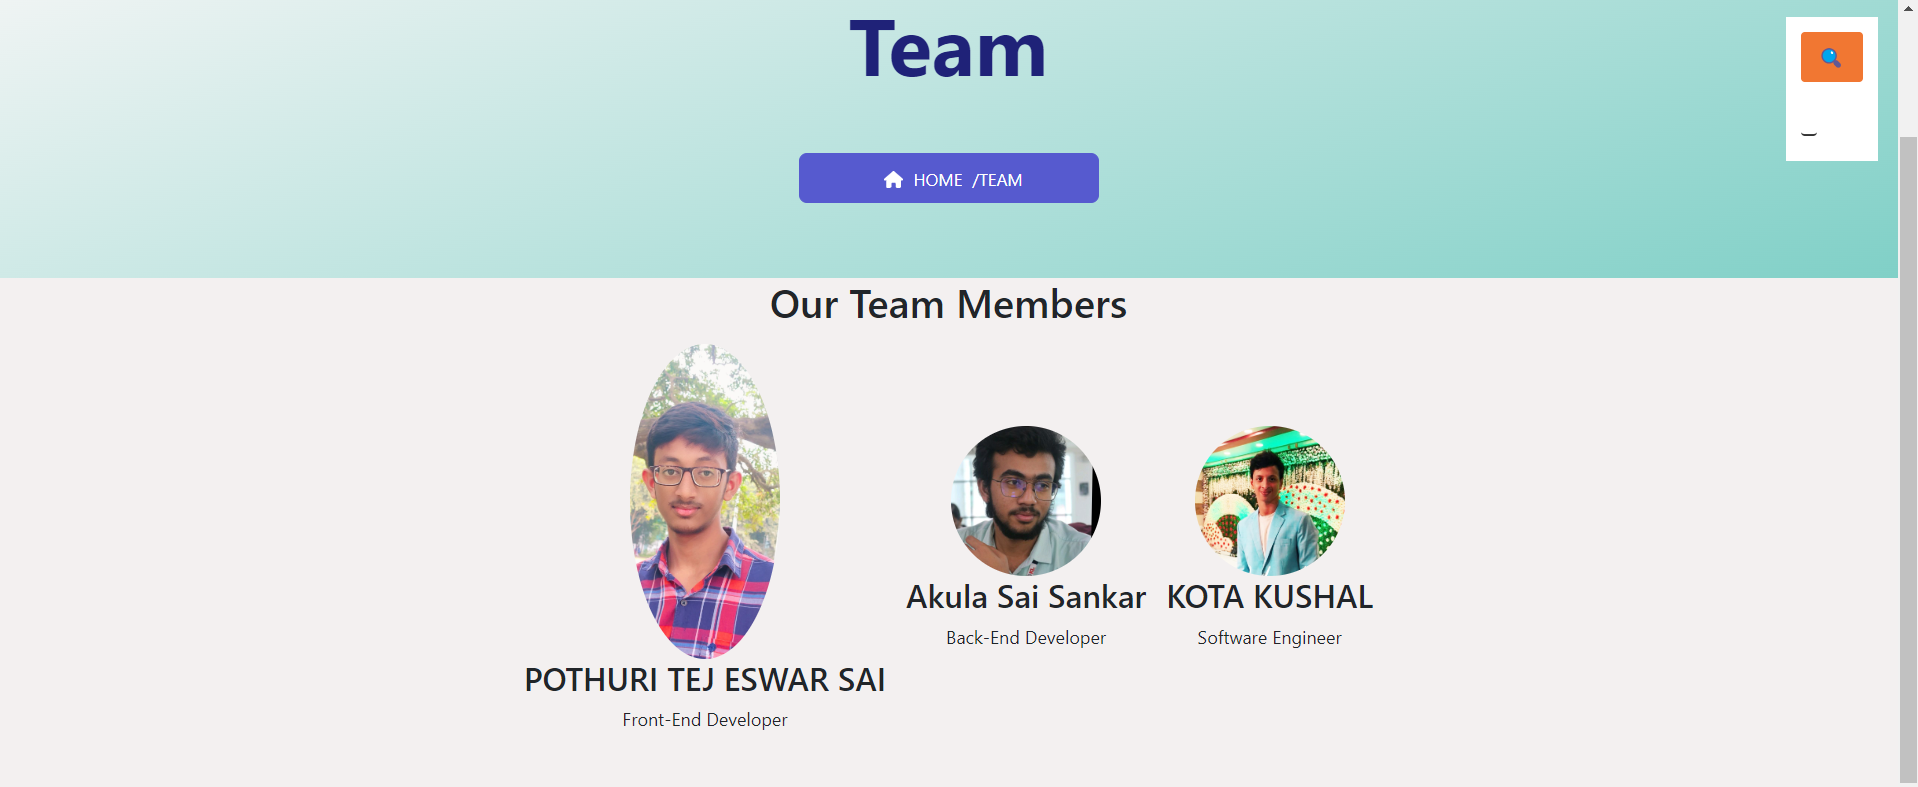 Team
HOME /TEAM
Our Team Members
POTHURI TEJ ESWAR SAI
Front-End Developer
Akula Sai Sankar
Back-End Developer
KOTA KUSHAL
Software Engineer